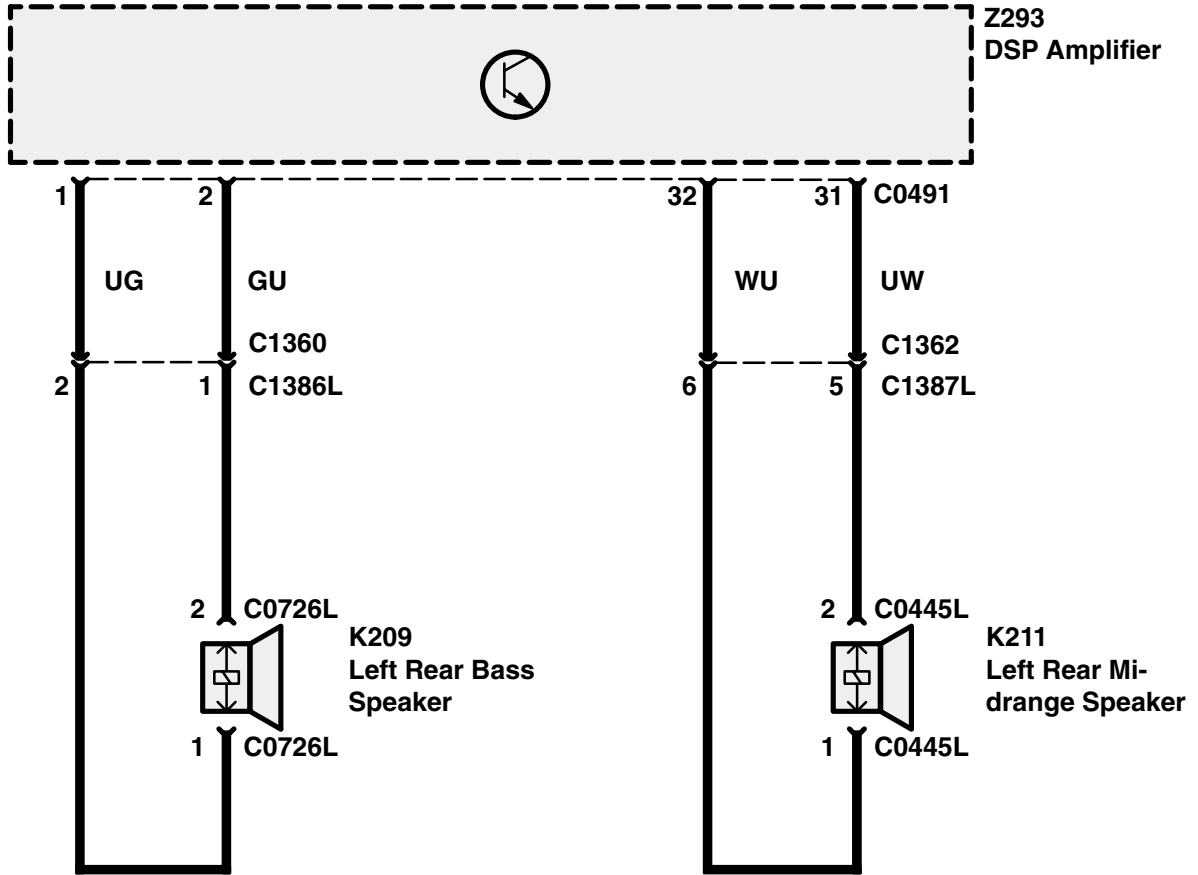 Z293
DSP Amplifier
1 2 32 31 C0491
UG GU WU UW
C1360 C1362
2 1 C1386L 6 5 C1387L
2 C0726L 2 C0445L
K209 K211
Left Rear Bass Left Rear Mi-
Speaker drange Speaker
1 C0726L 1 C0445L